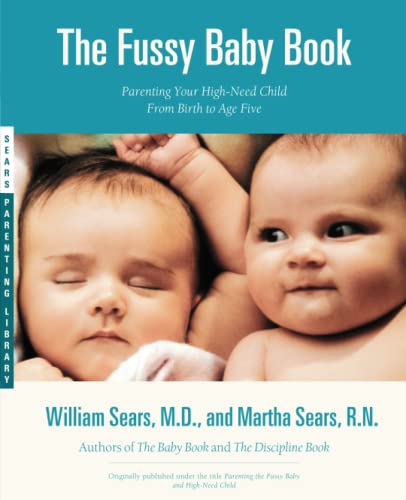 The Fussy Baby Book
Parenting Your High-Need Child
From Birth to Age Five
SEARS PARENTING LIBRARY
William Sears, M.D., and Martha Sears, R.N.
Authors of The Baby Book and The Discipline Book
Originally published under the title Parenting the Fussy Baby
and High-Need Child